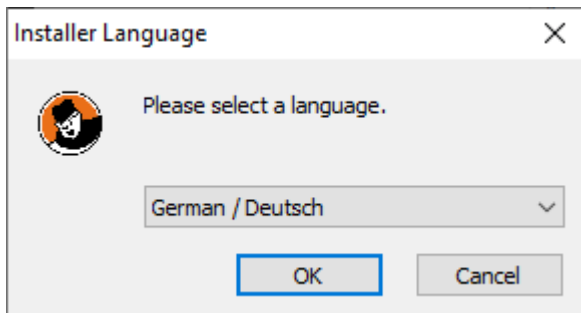 Installer Language
Please select a language.
German / Deutsch
OK
Cancel